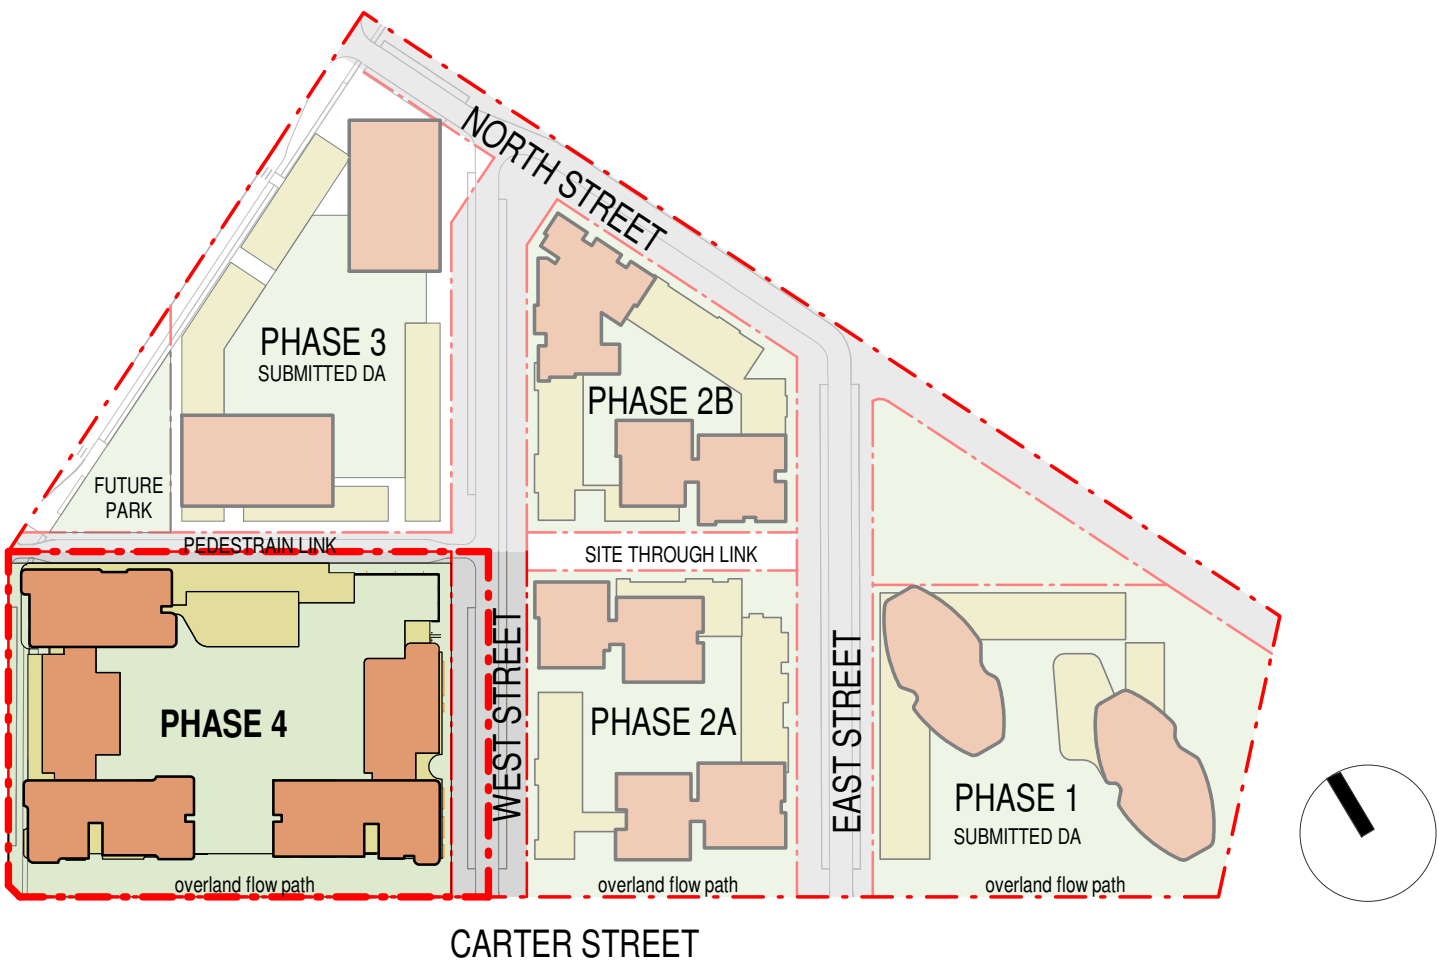 NORTH STREET
PHASE 3
SUBMITTED DA
PHASE 2B
FUTURE
PARK
PEDESTRAIN LINK
SITE THROUGH LINK
WEST STREET
EAST STREET
PHASE 4
PHASE 2A
PHASE 1
SUBMITTED DA
overland flow path
overland flow path
overland flow path
CARTER STREET